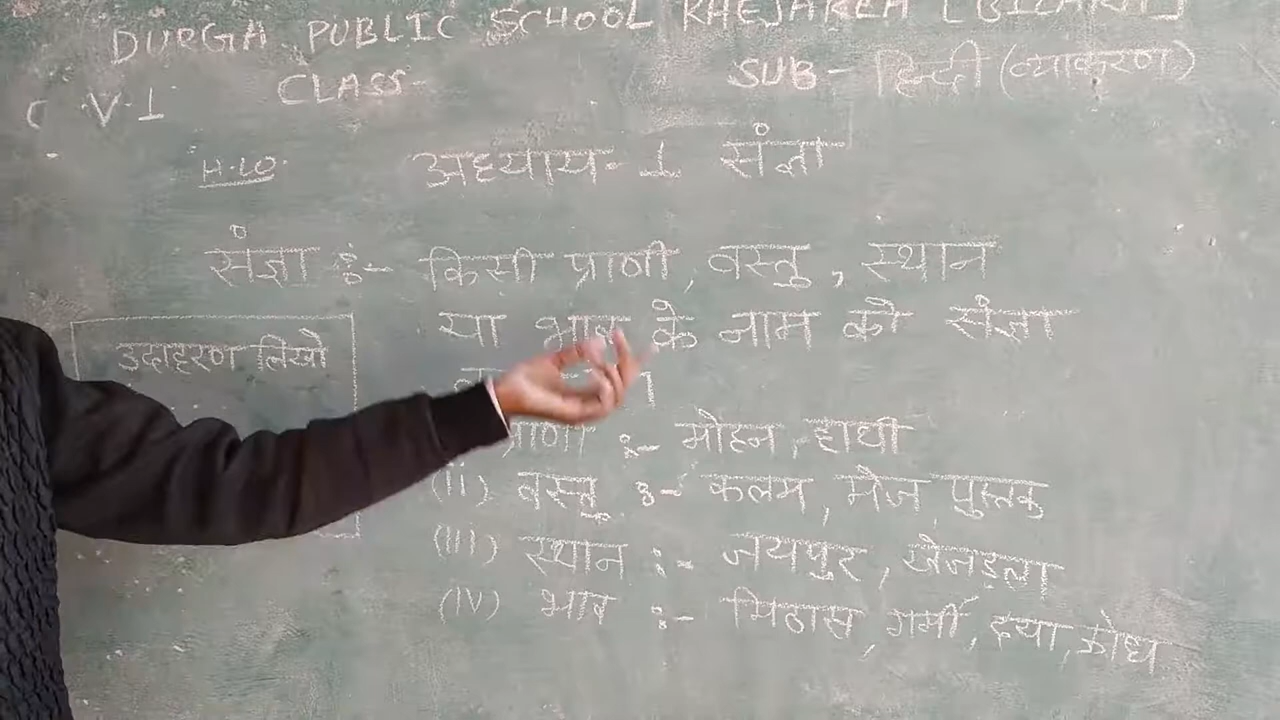 DURGA PUBLIC SCHOOL KHEJARLA [BILARA]
CLASS- SUB- हिन्दी (व्याकरण)
V.I
H.W. अध्याय- 1 संज्ञा
संज्ञा :- किसी प्राणी, वस्तु, स्थान
या भाव के नाम को संज्ञा
उदाहरण लिखो
प्राणी :- मोहन, हाथी
(ii) वस्तु :- कलम, मेज, पुस्तक
(iii) स्थान :- जयपुर, खेजड़ला
(iv) भाव :- मिठास, गर्मी, दया, क्रोध